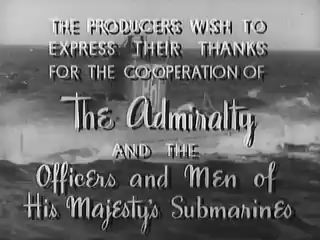 THE PRODUCERS WISH TO
EXPRESS THEIR THANKS
FOR THE CO-OPERATION OF
The Admiralty
AND THE
Officers and Men of
His Majesty's Submarines